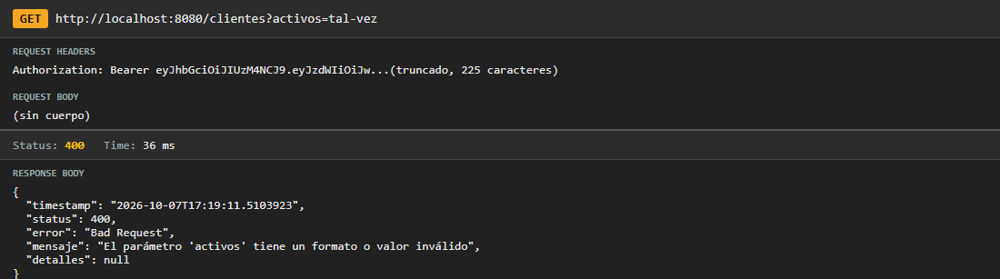 GET http://localhost:8080/clientes?activos=tal-vez
REQUEST HEADERS
Authorization: Bearer eyJhbGciOiJIUzM4NCJ9.eyJzdWIiOiJw...(truncado, 225 caracteres)
REQUEST BODY
(sin cuerpo)
Status: 400 Time: 36 ms
RESPONSE BODY
{
"timestamp": "2026-10-07T17:19:11.5103923",
"status": 400,
"error": "Bad Request",
"mensaje": "El parámetro 'activos' tiene un formato o valor inválido",
"detalles": null
}